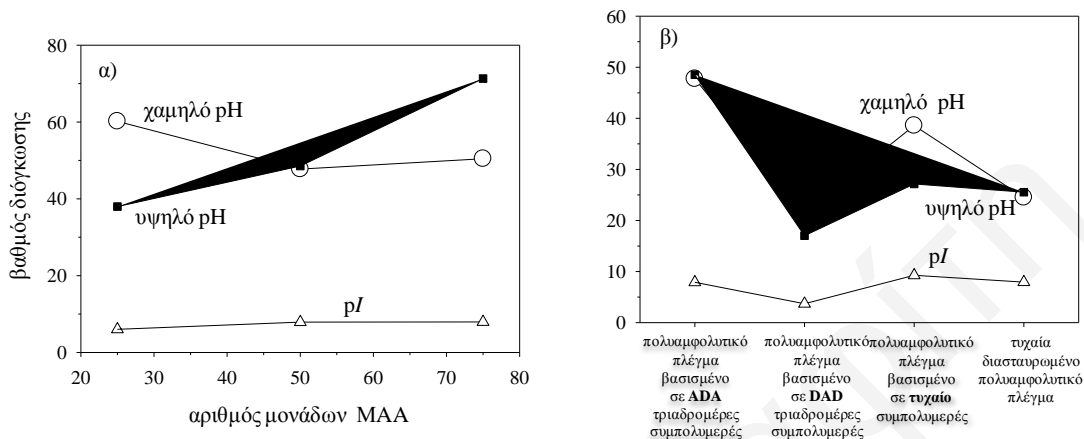 α)
χαμηλό pH
υψηλό pH
pI
βαθμός διόγκωσης
0
20
40
60
80
20
30
40
50
60
70
80
αριθμός μονάδων ΜΑΑ
β)
χαμηλό pH
υψηλό pH
pI
0
10
20
30
40
50
60
πολυαμφολυτικό
πλέγμα
βασισμένο
σε ADA
τριαδρομέρες
συμπολυμερές
πολυαμφολυτικό
πλέγμα
βασισμένο
σε DAD
τριαδρομέρες
συμπολυμερές
πολυαμφολυτικό
πλέγμα
βασισμένο
σε τυχαίο
συμπολυμερές
τυχαία
διασταυρωμένο
πολυαμφολυτικό
πλέγμα